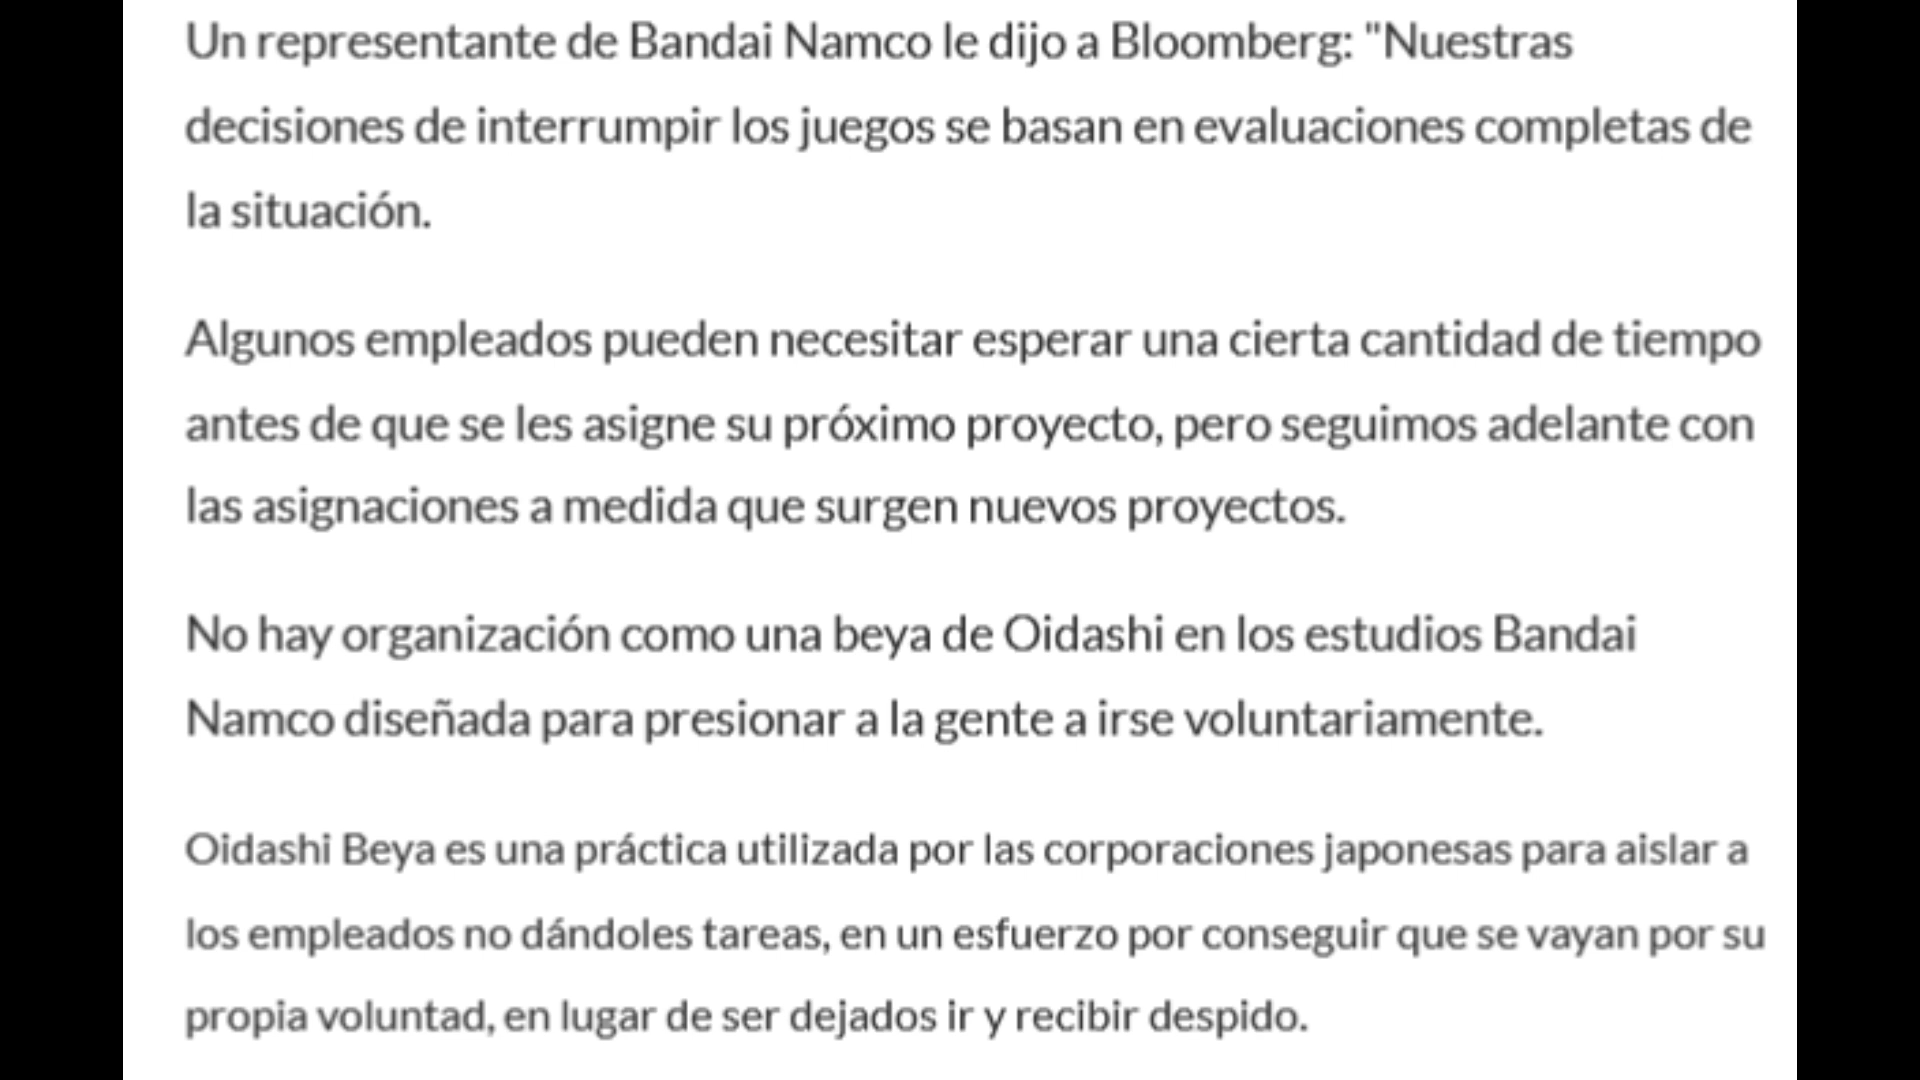 Un representante de Bandai Namco le dijo a Bloomberg: "Nuestras
decisiones de interrumpir los juegos se basan en evaluaciones completas de
la situación.
Algunos empleados pueden necesitar esperar una cierta cantidad de tiempo
antes de que se les asigne su próximo proyecto, pero seguimos adelante con
las asignaciones a medida que surgen nuevos proyectos.
No hay organización como una beya de Oidashi en los estudios Bandai
Namco diseñada para presionar a la gente a irse voluntariamente.
Oidashi Beya es una práctica utilizada por las corporaciones japonesas para aislar a
los empleados no dándoles tareas, en un esfuerzo por conseguir que se vayan por su
propia voluntad, en lugar de ser dejados ir y recibir despido.